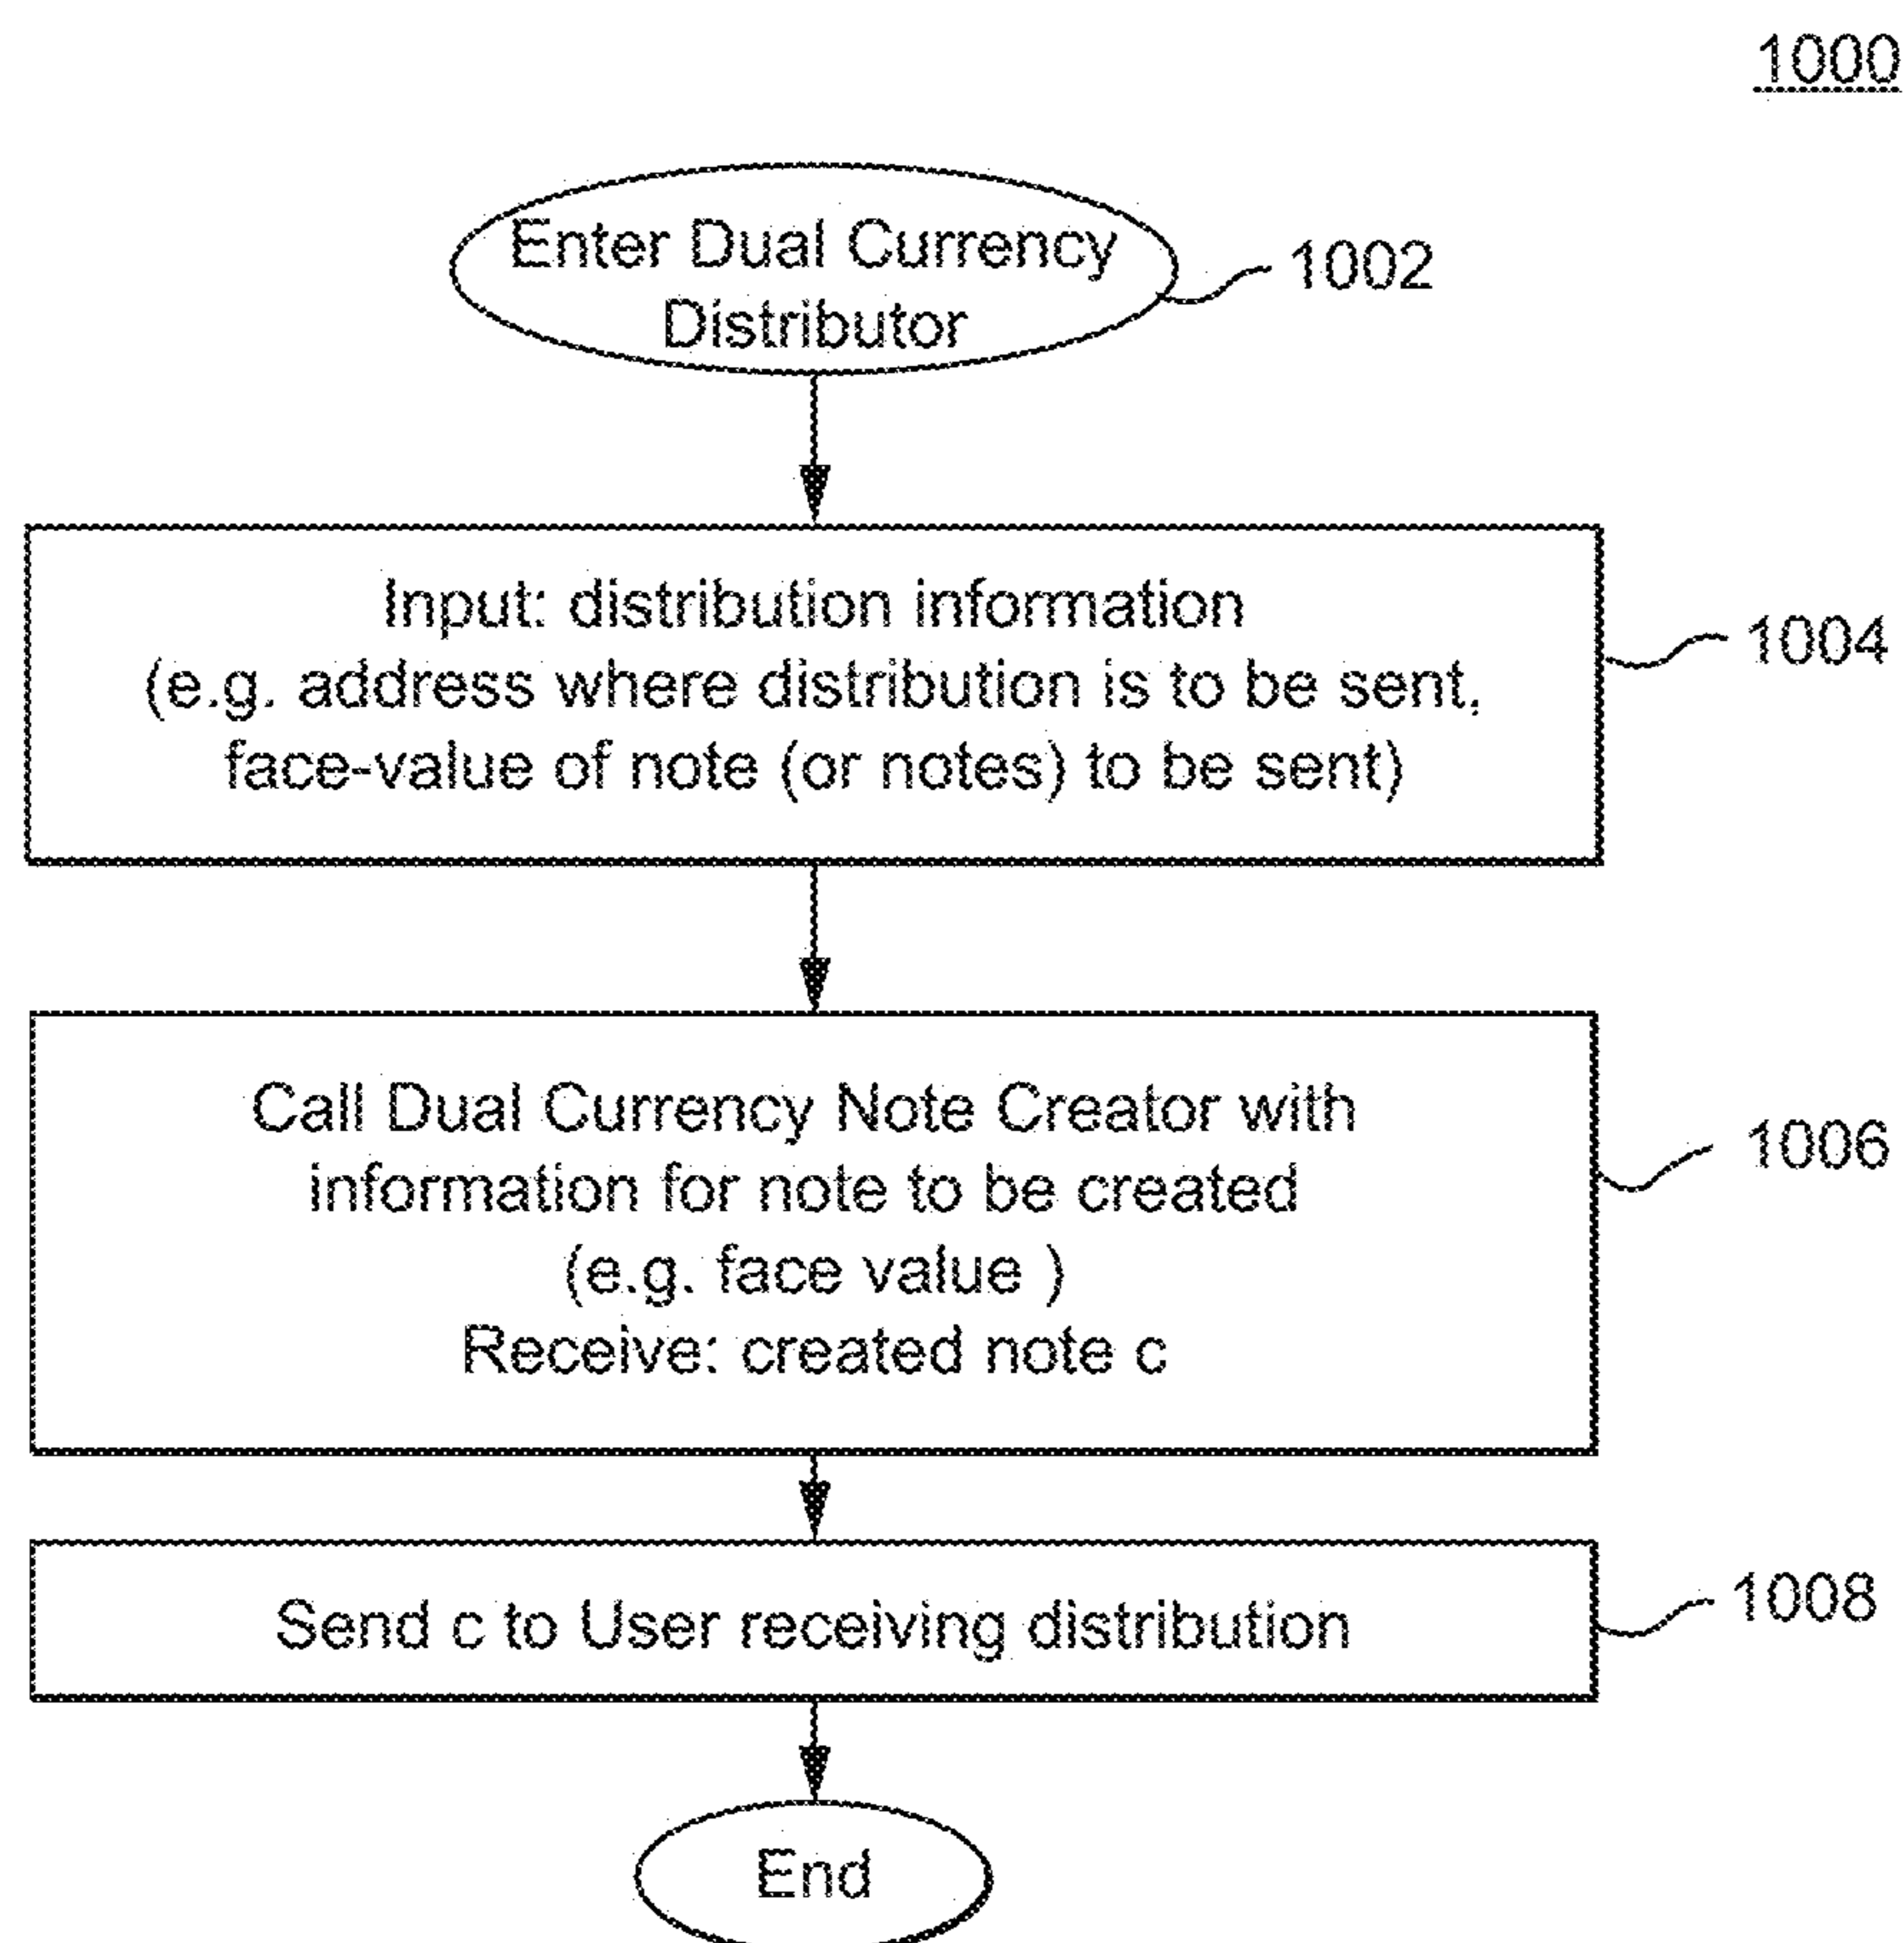 1000
Enter Dual Currency
Distributor
1002
Input: distribution information
(e.g. address where distribution is to be sent,
face-value of note (or notes) to be sent)
1004
Call Dual Currency Note Creator with
information for note to be created
(e.g. face value )
Receive: created note c
1006
Send c to User receiving distribution
1008
End